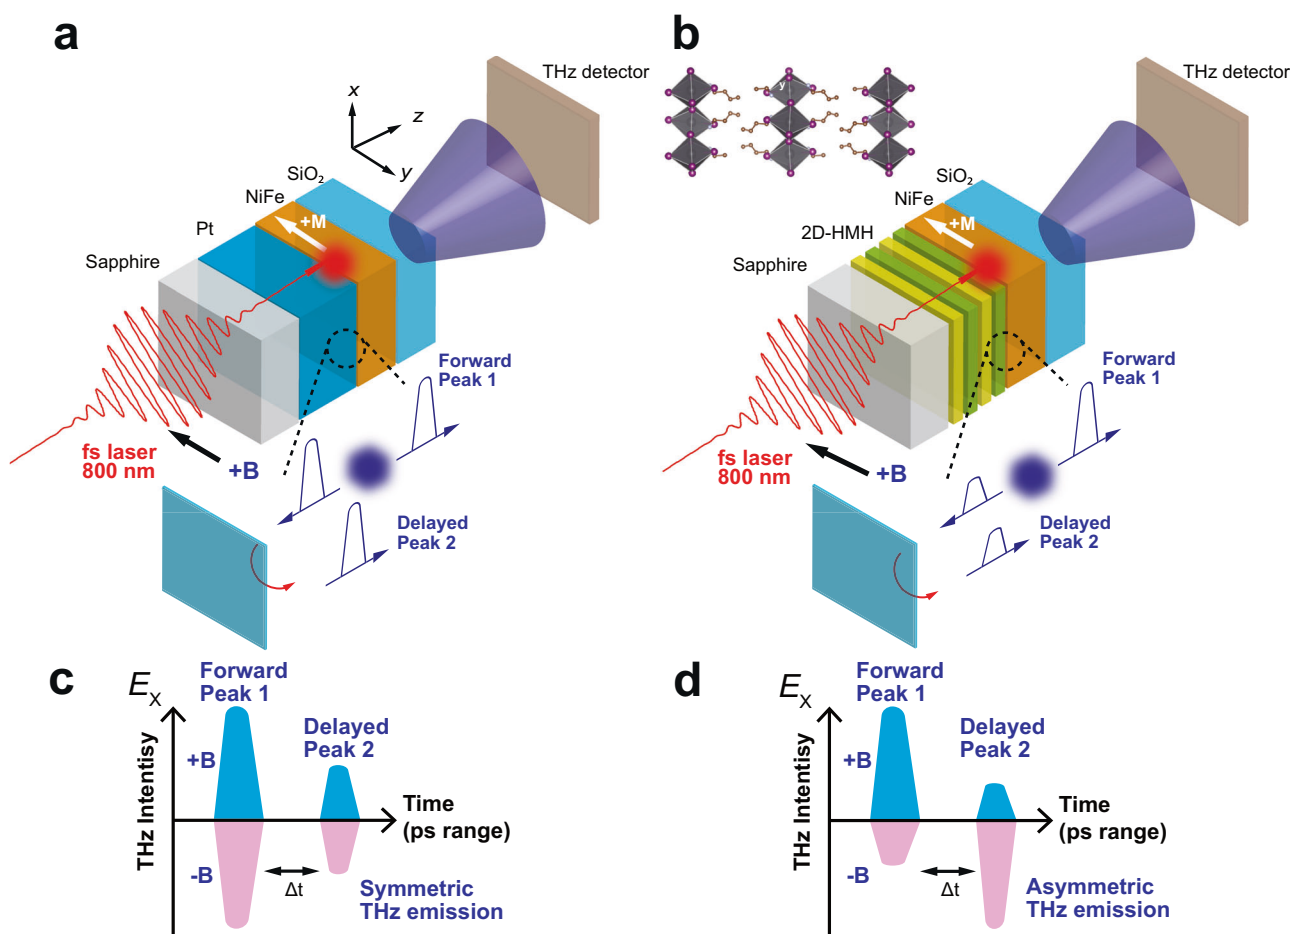 a
THz detector
x
z
y
SiO2
NiFe
+M
Pt
Sapphire
Forward
Peak 1
fs laser
800 nm
+B
Delayed
Peak 2
b
THz detector
y
SiO2
NiFe
+M
2D-HMH
Sapphire
Forward
Peak 1
fs laser
800 nm
+B
Delayed
Peak 2
c
EX
Forward
Peak 1
Delayed
Peak 2
+B
THz Intentisy
Time
(ps range)
-B
Δt
Symmetric
THz emission
d
EX
Forward
Peak 1
Delayed
Peak 2
+B
THz Intentisy
Time
(ps range)
-B
Δt
Asymmetric
THz emission